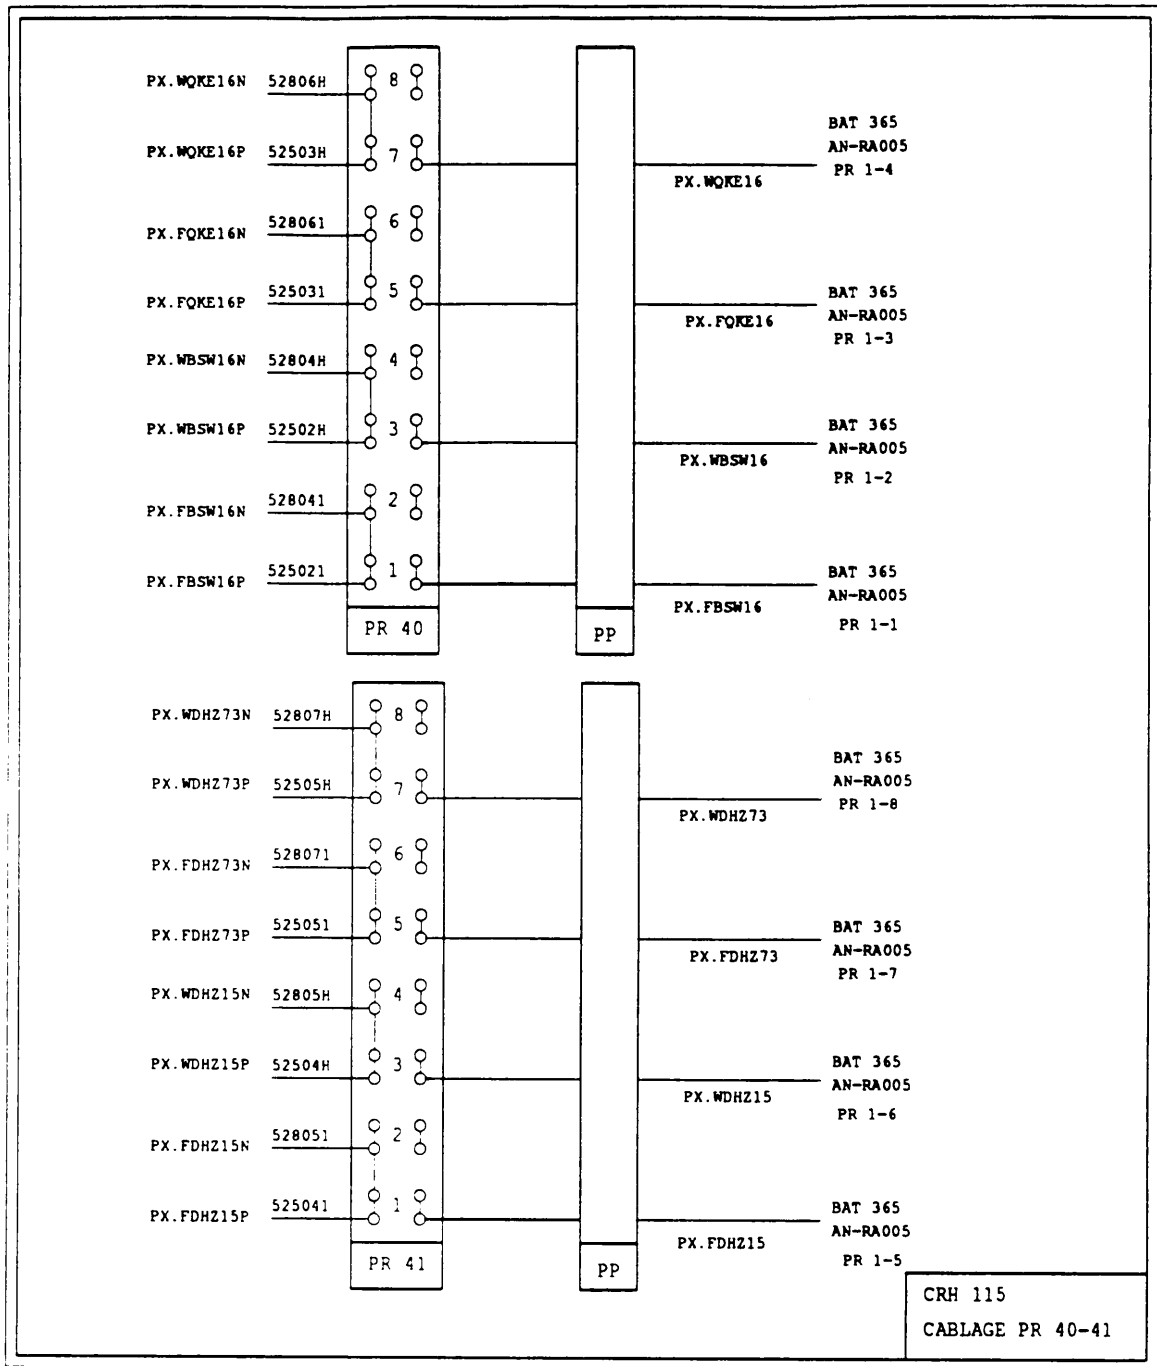 PX.WQKE16N 52806H 8
BAT 365
PX.WQKE16P 52503H 7 AN-RA005
PX.WQKE16 PR 1-4
PX.FQKE16N 528061 6
PX.FQKE16P 525031 5 BAT 365
AN-RA005
PX.FQKE16 PR 1-3
PX.WBSW16N 52804H 4
PX.WBSW16P 52502H 3 BAT 365
AN-RA005
PX.WBSW16 PR 1-2
PX.FBSW16N 528041 2
PX.FBSW16P 525021 1 BAT 365
AN-RA005
PX.FBSW16 PR 1-1
PR 40 PP
PX.WDHZ73N 52807H 8
BAT 365
PX.WDHZ73P 52505H 7 AN-RA005
PX.WDHZ73 PR 1-8
PX.FDHZ73N 528071 6
PX.FDHZ73P 525051 5 BAT 365
AN-RA005
PX.FDHZ73 PR 1-7
PX.WDHZ15N 52805H 4
PX.WDHZ15P 52504H 3 BAT 365
AN-RA005
PX.WDHZ15 PR 1-6
PX.FDHZ15N 528051 2
PX.FDHZ15P 525041 1 BAT 365
AN-RA005
PX.FDHZ15 PR 1-5
PR 41 PP
CRH 115
CABLAGE PR 40-41